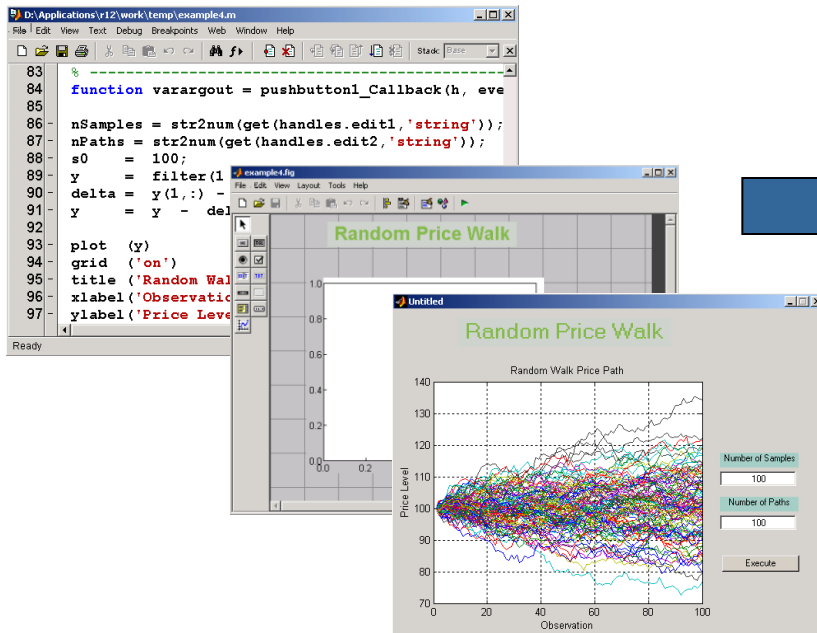 D:\Applications\r12\work\temp\example4.m
File Edit View Text Debug Breakpoints Web Window Help
Stack: Base
83 % ------------------------------------------------
84 function varargout = pushbutton1_Callback(h, eve
85
86 - nSamples = str2num(get(handles.edit1,'string'));
87 - nPaths = str2num(get(handles.edit2,'string'));
88 - s0 = 100;
89 - y = filter(1
90 - delta = y(1,:) -
91 - y = y - del
92
93 - plot (y)
94 - grid ('on')
95 - title ('Random Wal
96 - xlabel('Observatio
97 - ylabel('Price Leve
Ready
example4.fig
File Edit View Layout Tools Help
Random Price Walk
1.0
0.8
0.6
0.4
0.2
0.0
0.0 0.2
Untitled
Random Price Walk
Random Walk Price Path
140
130
120
110
100
90
80
70
Price Level
0 20 40 60 80 100
Observation
Number of Samples
100
Number of Paths
100
Execute